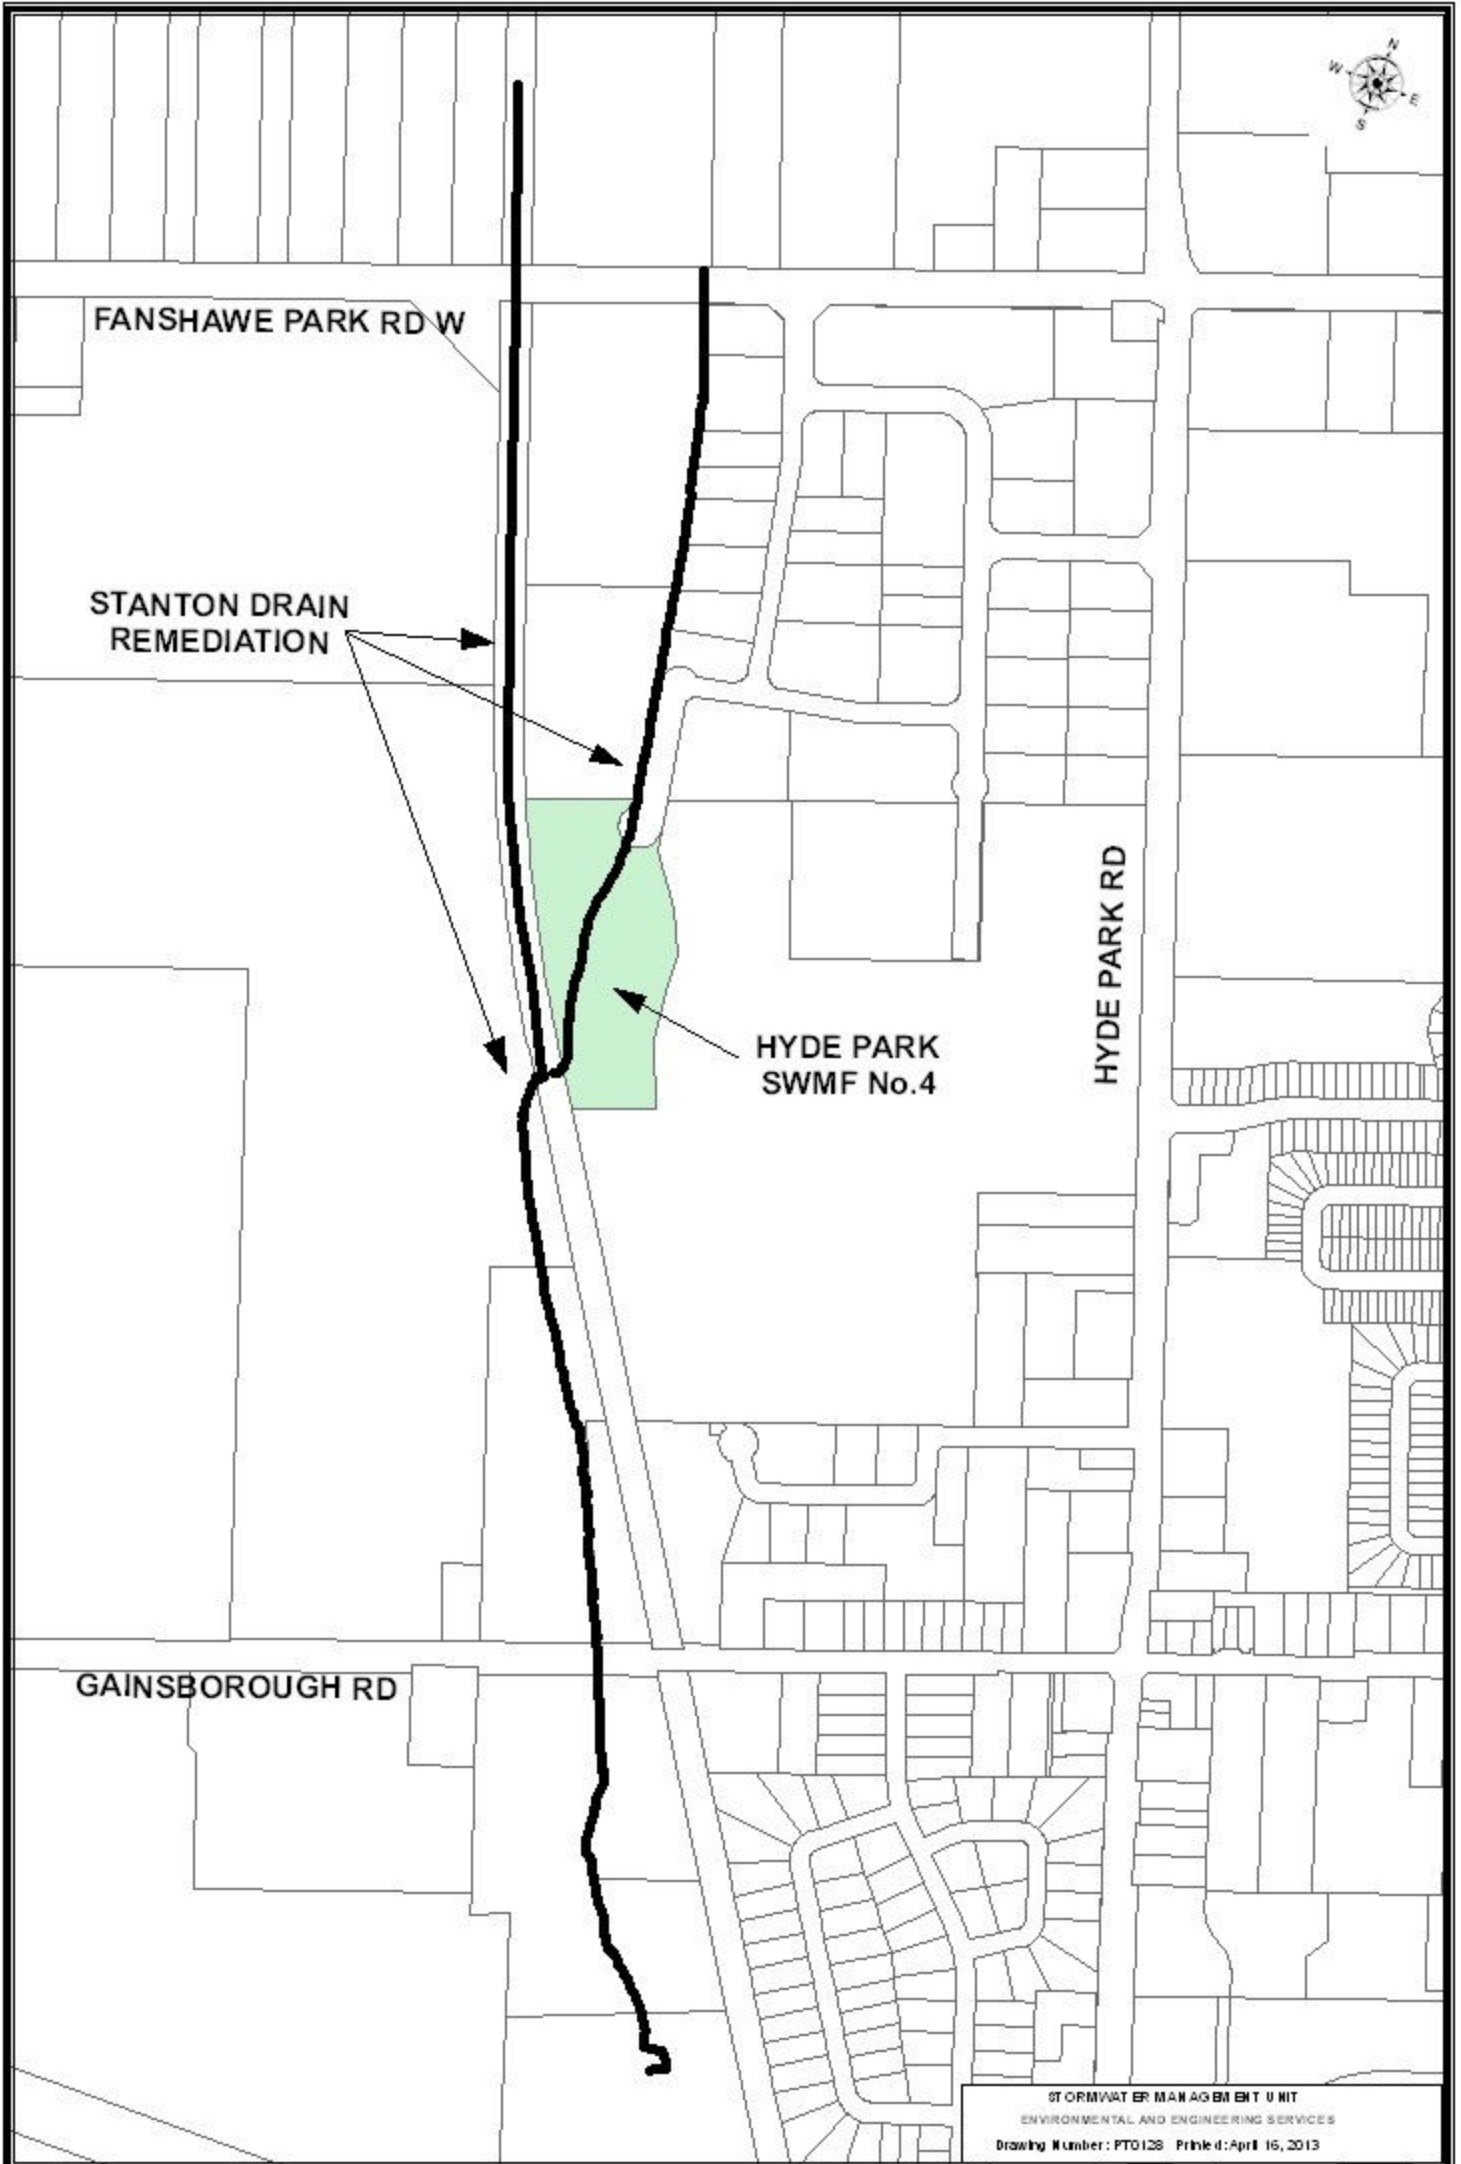 N
W
E
S
FANSHAWE PARK RD W
STANTON DRAIN
REMEDIATION
HYDE PARK RD
HYDE PARK
SWMF No.4
GAINSBOROUGH RD
STORMWATER MANAGEMENT UNIT
ENVIRONMENTAL AND ENGINEERING SERVICES
Drawing Number: PT0128 Printed: April 16, 2013